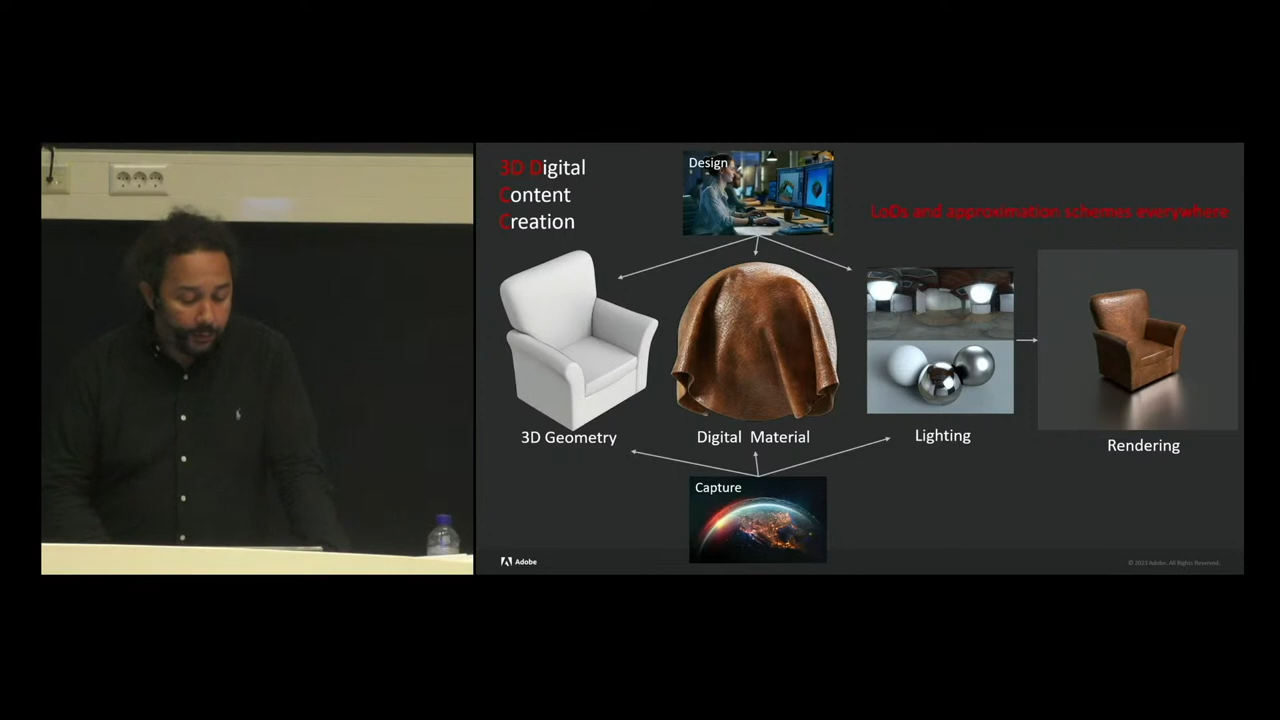 3D Digital
Content
Creation
Design
LoDs and approximation schemes everywhere
3D Geometry
Digital Material
Lighting
Rendering
Capture
Adobe
© 2023 Adobe. All Rights Reserved.